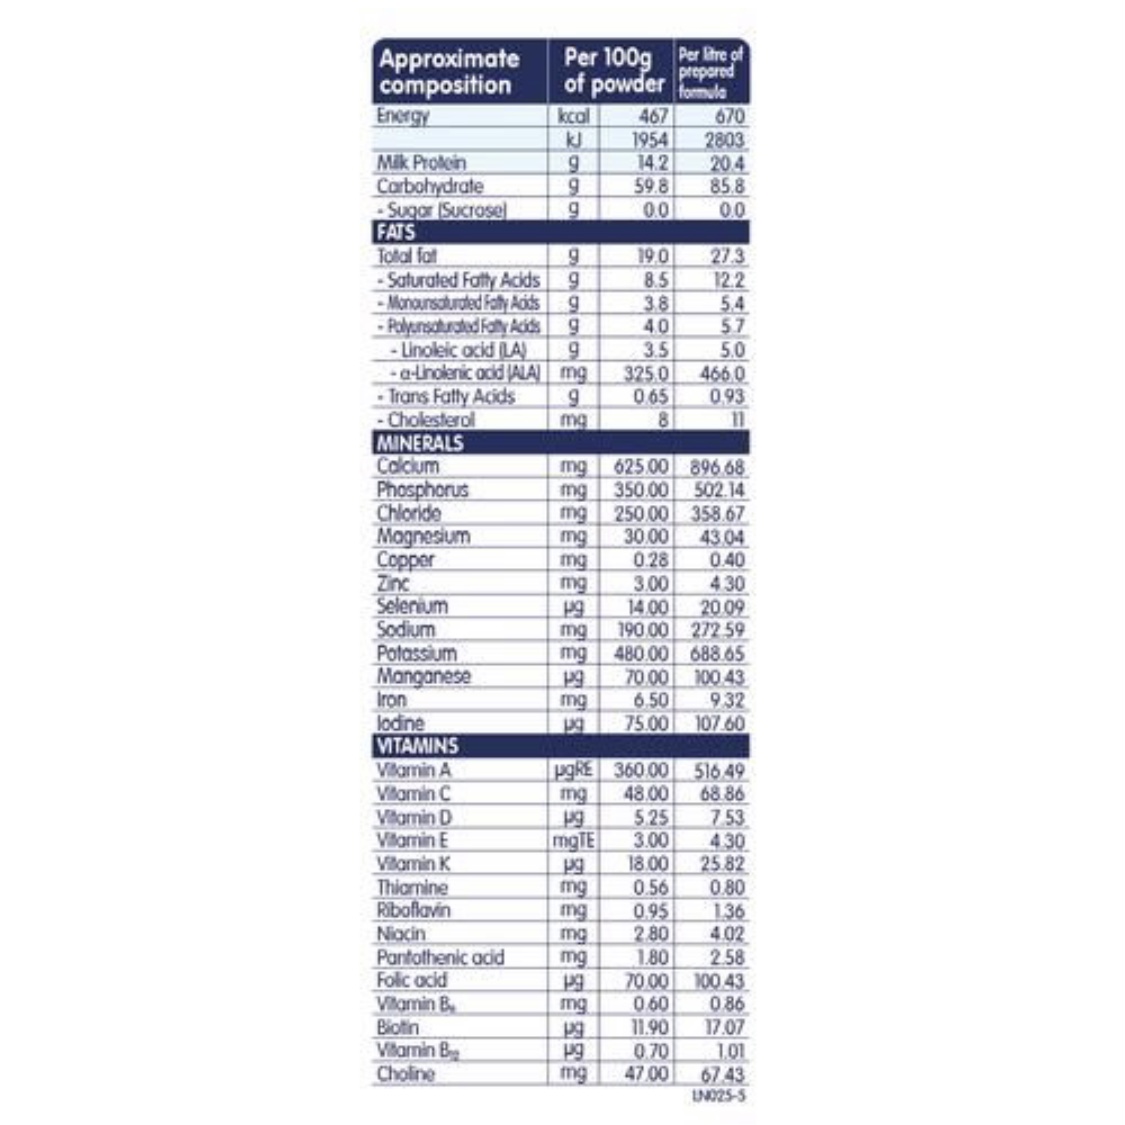 Approximate composition Per 100g of powder Per litre of prepared formula
Energy kcal 467 670
kJ 1954 2803
Milk Protein g 14.2 20.4
Carbohydrate g 59.8 85.8
- Sugar (Sucrose) g 0.0 0.0
FATS
Total fat g 19.0 27.3
- Saturated Fatty Acids g 8.5 12.2
- Monounsaturated Fatty Acids g 3.8 5.4
- Polyunsaturated Fatty Acids g 4.0 5.7
- Linoleic acid (LA) g 3.5 5.0
- α-Linolenic acid (ALA) mg 325.0 466.0
- Trans Fatty Acids g 0.65 0.93
- Cholesterol mg 8 11
MINERALS
Calcium mg 625.00 896.68
Phosphorus mg 350.00 502.14
Chloride mg 250.00 358.67
Magnesium mg 30.00 43.04
Copper mg 0.28 0.40
Zinc mg 3.00 4.30
Selenium µg 14.00 20.09
Sodium mg 190.00 272.59
Potassium mg 480.00 688.65
Manganese µg 70.00 100.43
Iron mg 6.50 9.32
Iodine µg 75.00 107.60
VITAMINS
Vitamin A µgRE 360.00 516.49
Vitamin C mg 48.00 68.86
Vitamin D µg 5.25 7.53
Vitamin E mgTE 3.00 4.30
Vitamin K µg 18.00 25.82
Thiamine mg 0.56 0.80
Riboflavin mg 0.95 1.36
Niacin mg 2.80 4.02
Pantothenic acid mg 1.80 2.58
Folic acid µg 70.00 100.43
Vitamin B₆ mg 0.60 0.86
Biotin µg 11.90 17.07
Vitamin B₁₂ µg 0.70 1.01
Choline mg 47.00 67.43
LN025-5